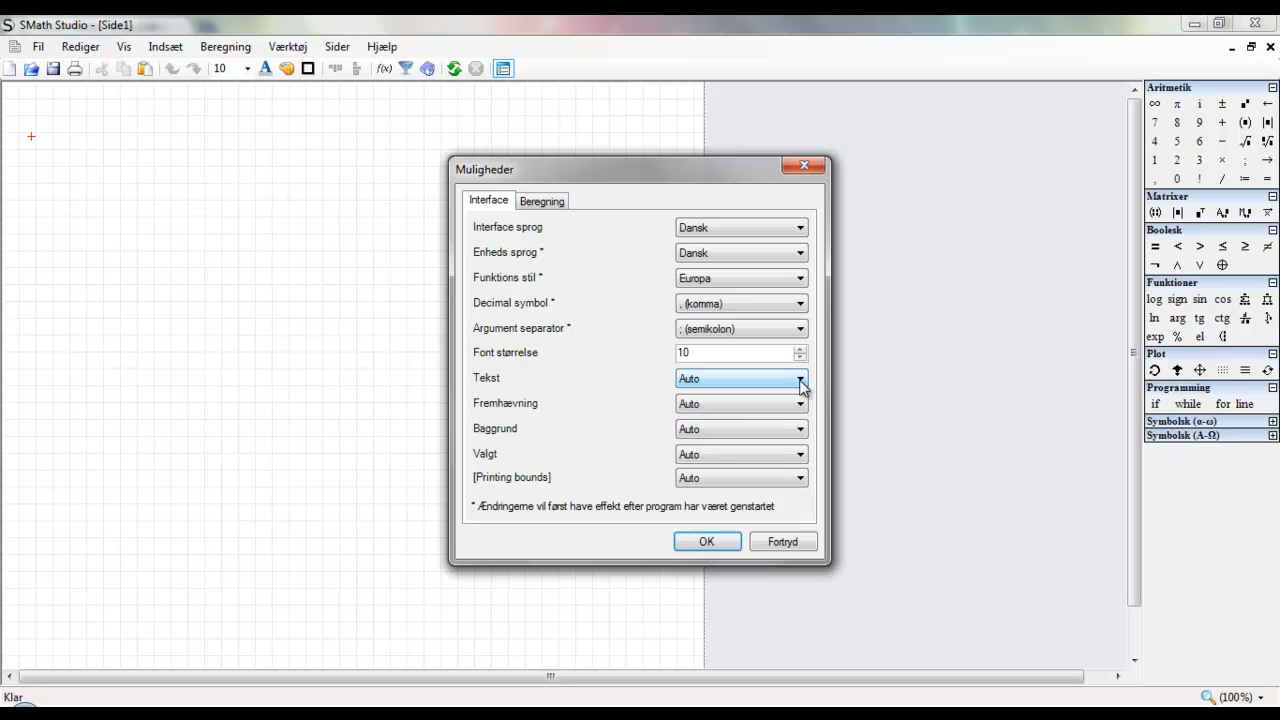 SMath Studio - [Side1]
Fil Rediger Vis Indsæt Beregning Værktøj Sider Hjælp
10 A f(x)
Aritmetik
∞ π i ±
7 8 9 +
4 5 6 −
1 2 3 × ; →
, 0 ! / := =
Matrixer
Boolesk
= < > ≤ ≥ ≠
¬ ∧ ∨ ⊕
Funktioner
log sign sin cos
ln arg tg ctg
exp % el
Plot
Programming
if while for line
Symbolsk (α-ω)
Symbolsk (Α-Ω)
Muligheder
Interface Beregning
Interface sprog Dansk
Enheds sprog * Dansk
Funktions stil * Europa
Decimal symbol * , (komma)
Argument separator * ; (semikolon)
Font størrelse 10
Tekst Auto
Fremhævning Auto
Baggrund Auto
Valgt Auto
[Printing bounds] Auto
* Ændringerne vil først have effekt efter program har været genstartet
OK Fortryd
Klar (100%)